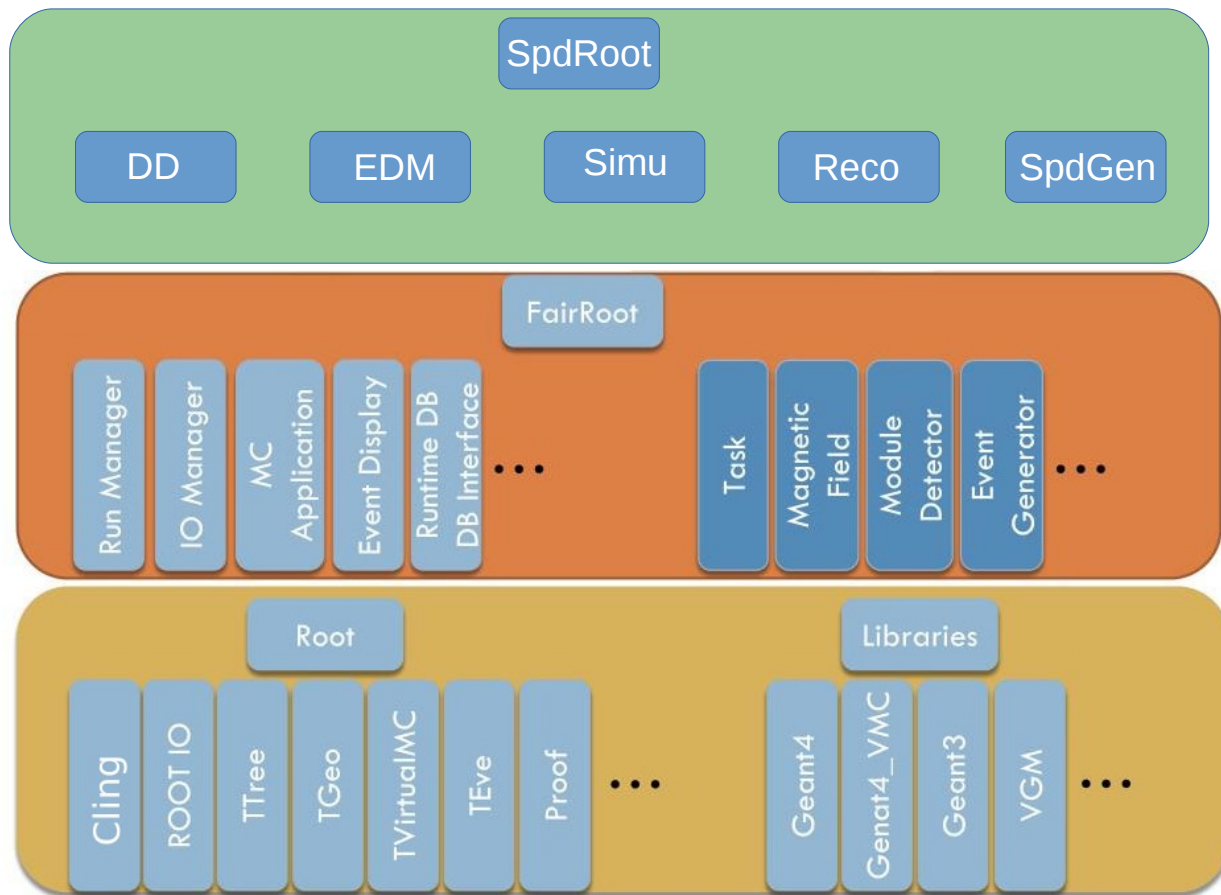 SpdRoot
DD
EDM
Simu
Reco
SpdGen
FairRoot
Run Manager
IO Manager
MC
Application
Event Display
Runtime DB
DB Interface
...
Task
Magnetic
Field
Module
Detector
Event
Generator
...
Root
Libraries
Cling
ROOT IO
TTree
TGeo
TVirtualMC
TEve
Proof
...
Geant4
Genat4_VMC
Geant3
VGM
...